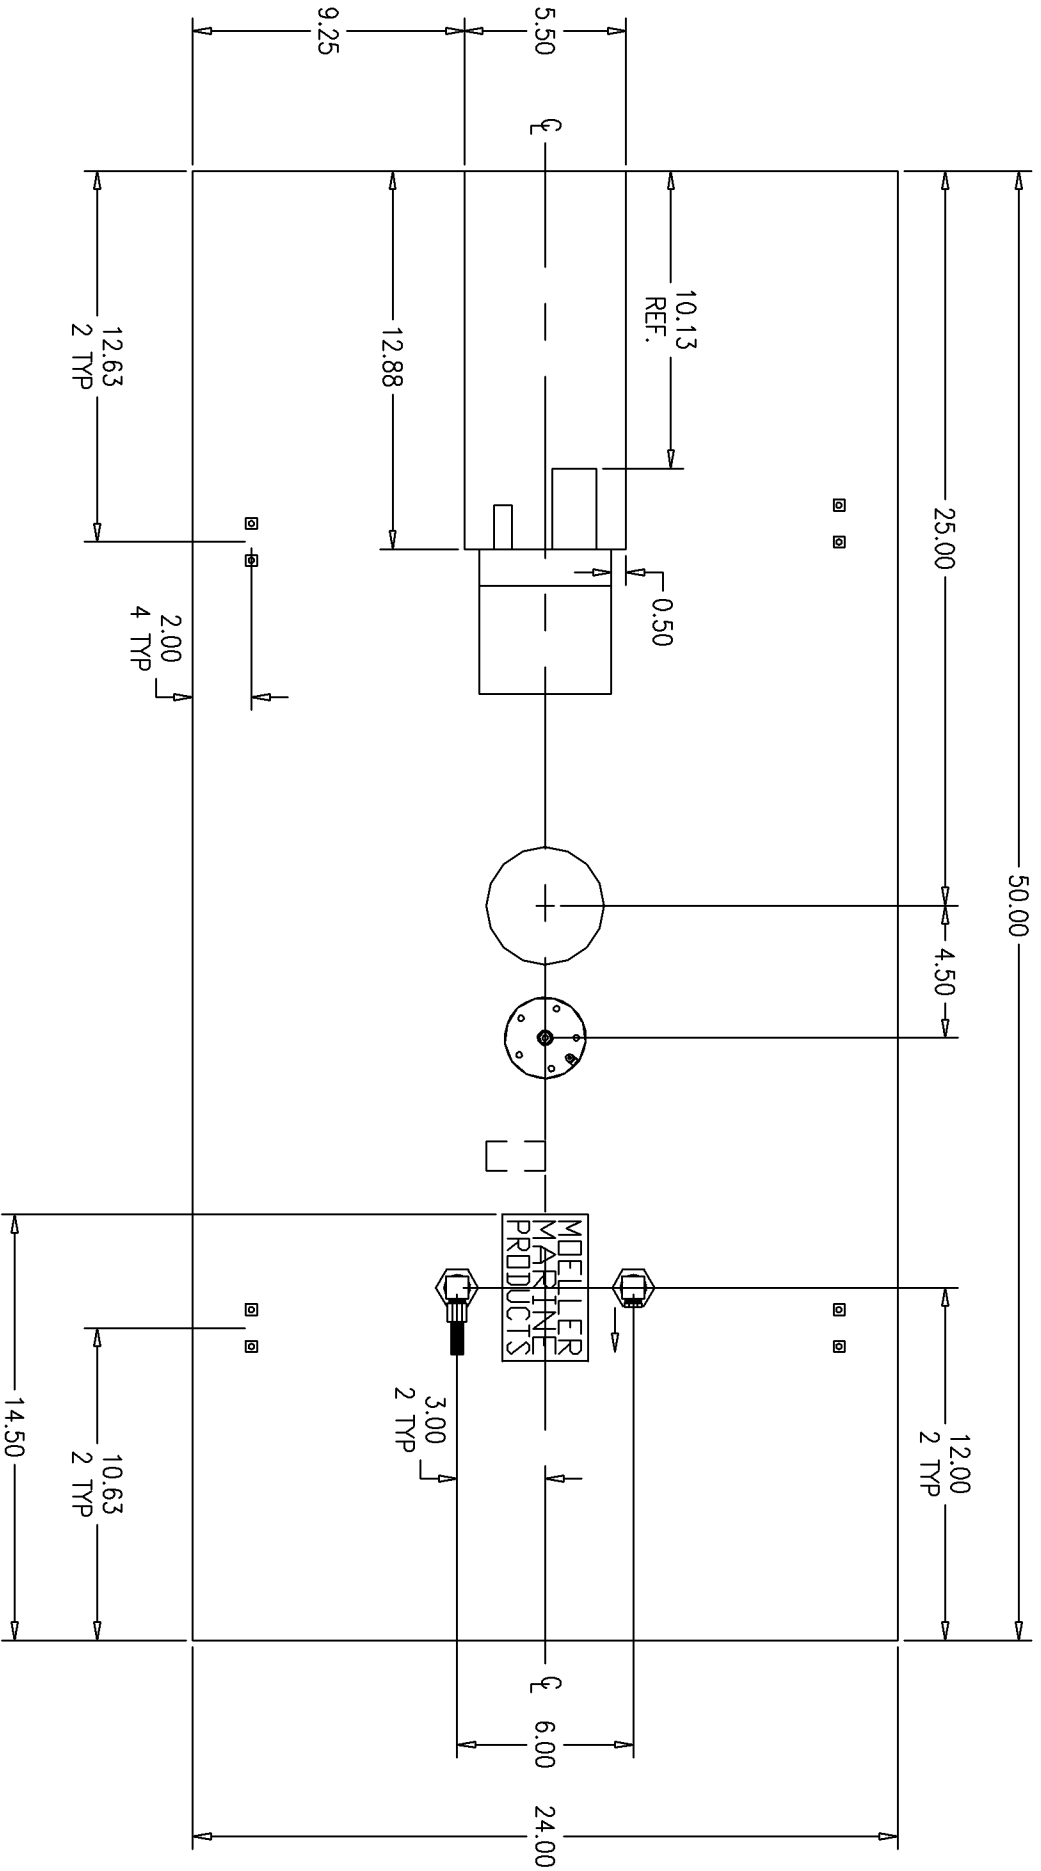 50.00
25.00
4.50
12.00
2 TYP
10.13
REF.
0.50
5.50
9.25
℄
12.88
12.63
2 TYP
2.00
4 TYP
MOELLER
MARINE
PRODUCTS
3.00
2 TYP
10.63
2 TYP
14.50
℄
6.00
24.00